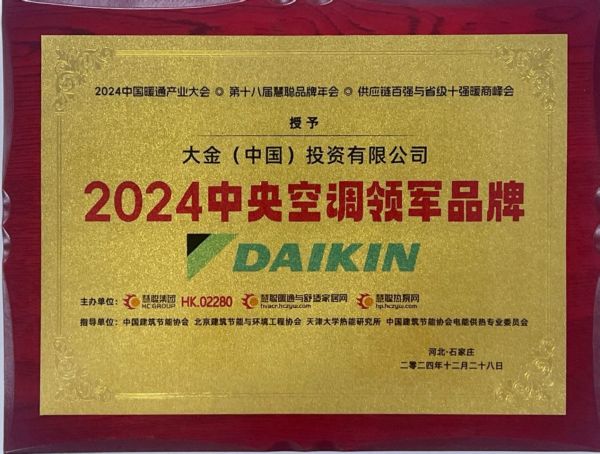 2024中国暖通产业大会 ◎ 第十八届慧聪品牌年会 ◎ 供应链百强与省级十强暖商峰会
授予
大金（中国）投资有限公司
2024中央空调领军品牌
DAIKIN
主办单位： 慧聪集团 HC GROUP HK.02280 慧聪暖通与舒适家居网 hvacr.hczyw.com 慧聪热泵网 hp.hczyw.com
指导单位：中国建筑节能协会 北京建筑节能与环境工程协会 天津大学热能研究所 中国建筑节能协会电能供热专业委员会
河北·石家庄
二零二四年十二月二十八日